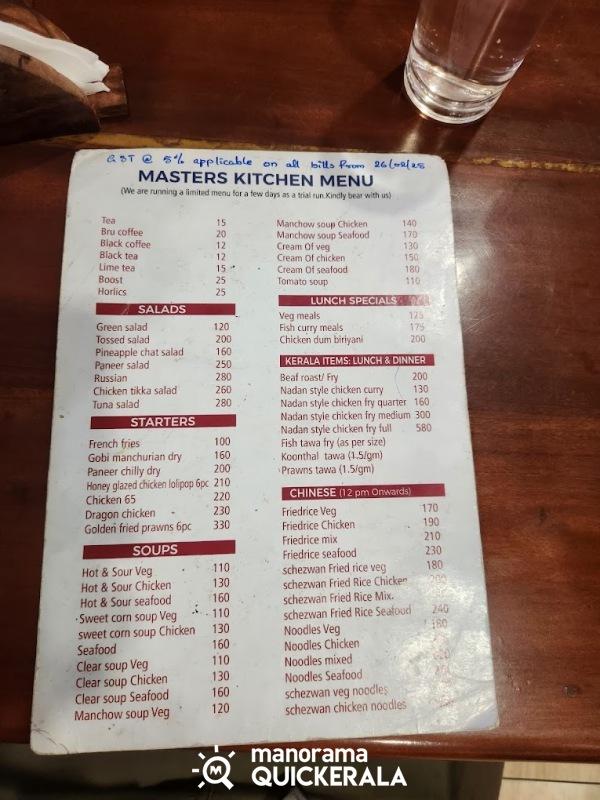 GST @ 5% applicable on all bills from 26/02/25
MASTERS KITCHEN MENU
(We are running a limited menu for a few days as a trial run.Kindly bear with us)
Tea 15
Bru coffee 20
Black coffee 12
Black tea 12
Lime tea 15
Boost 25
Horlics 25
SALADS
Green salad 120
Tossed salad 200
Pineapple chat salad 160
Paneer salad 250
Russian 280
Chicken tikka salad 260
Tuna salad 280
STARTERS
French fries 100
Gobi manchurian dry 160
Paneer chilly dry 200
Honey glazed chicken lolipop 6pc 210
Chicken 65 220
Dragon chicken 230
Golden fried prawns 6pc 330
SOUPS
Hot & Sour Veg 110
Hot & Sour Chicken 130
Hot & Sour seafood 160
Sweet corn soup Veg 110
sweet corn soup Chicken 130
Seafood 160
Clear soup Veg 110
Clear soup Chicken 130
Clear soup Seafood 160
Manchow soup Veg 120
Manchow soup Chicken 140
Manchow soup Seafood 170
Cream Of veg 130
Cream Of chicken 150
Cream Of seafood 180
Tomato soup 110
LUNCH SPECIALS
Veg meals 125
Fish curry meals 175
Chicken dum biriyani 200
KERALA ITEMS: LUNCH & DINNER
Beaf roast/ Fry 200
Nadan style chicken curry 130
Nadan style chicken fry quarter 160
Nadan style chicken fry medium 300
Nadan style chicken fry full 580
Fish tawa fry (as per size)
Koonthal tawa (1.5/gm)
Prawns tawa (1.5/gm)
CHINESE (12 pm Onwards)
Friedrice Veg 170
Friedrice Chicken 190
Friedrice mix 210
Friedrice seafood 230
schezwan Fried rice veg 180
schezwan Fried Rice Chicken
schezwan Fried Rice Mix.
schezwan Fried Rice Seafood 240
Noodles Veg 180
Noodles Chicken
Noodles mixed
Noodles Seafood
schezwan veg noodles
schezwan chicken noodles
manorama
QUICKERALA